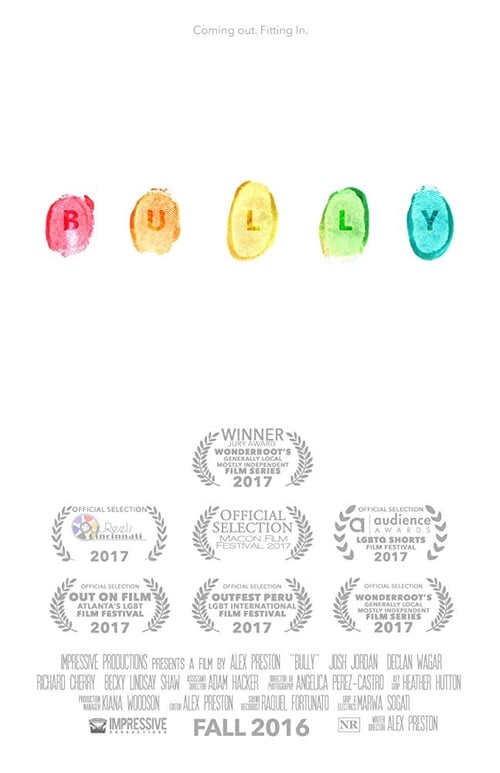 Coming out. Fitting In.
B U L L Y
WINNER
JURY AWARD
WONDERROOT'S
GENERALLY LOCAL
MOSTLY INDEPENDENT
FILM SERIES
2017
OFFICIAL SELECTION
OutReels
Cincinnati
2017
OFFICIAL
SELECTION
MACON FILM
FESTIVAL 2017
OFFICIAL SELECTION
a | audience
AWARDS
LGBTQ SHORTS
FILM FESTIVAL
2017
OFFICIAL SELECTION
OUT ON FILM
ATLANTA'S LGBT
FILM FESTIVAL
2017
OFFICIAL SELECTION
OUTFEST PERU
LGBT INTERNATIONAL
FILM FESTIVAL
2017
OFFICIAL SELECTION
WONDERROOT'S
GENERALLY LOCAL
MOSTLY INDEPENDENT
FILM SERIES
2017
IMPRESSIVE PRODUCTIONS PRESENTS A FILM BY ALEX PRESTON "BULLY" JOSH JORDAN DECLAN WAGAR
RICHARD CHERRY BECKY LINDSAY SHAW ASSISTANT DIRECTOR ADAM HACKER DIRECTOR OF PHOTOGRAPHY ANGELICA PEREZ-CASTRO KEY GRIP HEATHER HUTTON
PRODUCTION MANAGER KIANA WOODSON EDITOR ALEX PRESTON SOUND RECORDIST RAQUEL FORTUNATO GRIP & ELECTRICS MARWA SOGATI
IMPRESSIVE
PRODUCTIONS
FALL 2016
NR
WRITER DIRECTOR ALEX PRESTON